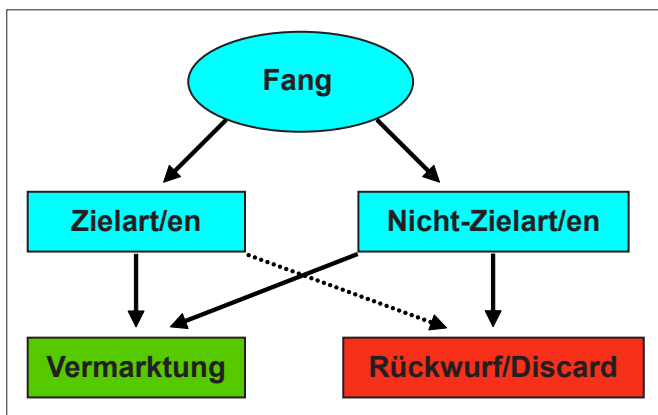 Fang
Zielart/en
Nicht-Zielart/en
Vermarktung
Rückwurf/Discard